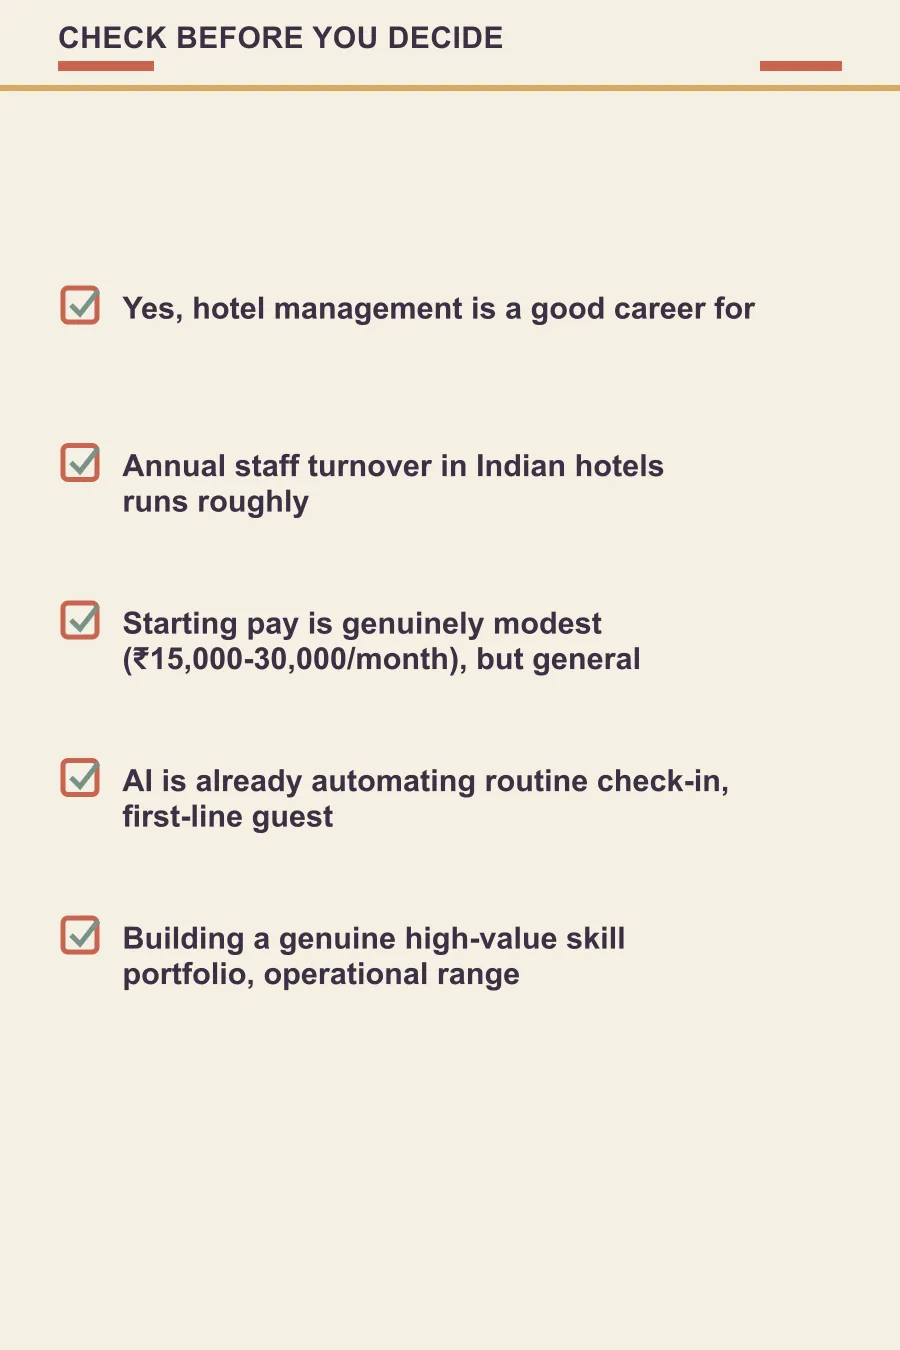 CHECK BEFORE YOU DECIDE
Yes, hotel management is a good career for
Annual staff turnover in Indian hotels
runs roughly
Starting pay is genuinely modest
(₹15,000-30,000/month), but general
AI is already automating routine check-in,
first-line guest
Building a genuine high-value skill
portfolio, operational range